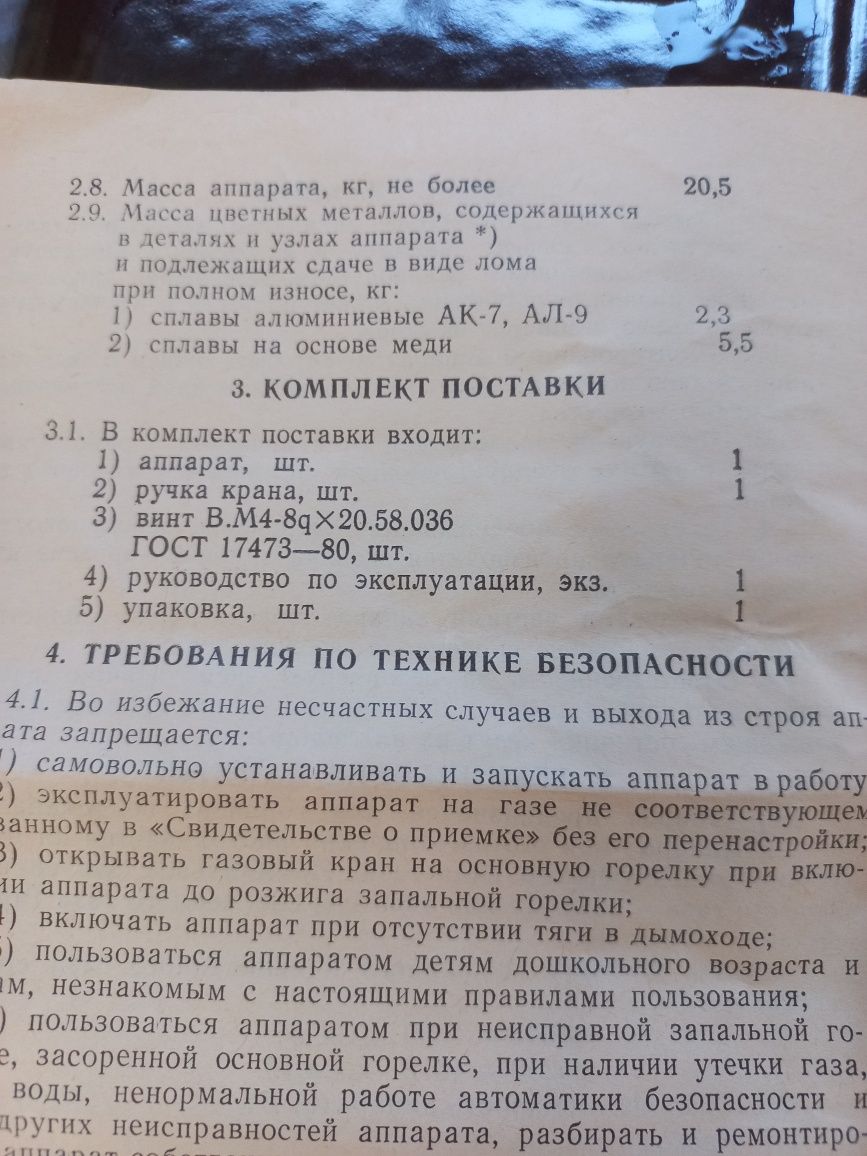 2.8. Масса аппарата, кг, не более 20,5
2.9. Масса цветных металлов, содержащихся
в деталях и узлах аппарата *)
и подлежащих сдаче в виде лома
при полном износе, кг:
1) сплавы алюминиевые АК-7, АЛ-9 2,3
2) сплавы на основе меди 5,5
3. КОМПЛЕКТ ПОСТАВКИ
3.1. В комплект поставки входит:
1) аппарат, шт. 1
2) ручка крана, шт. 1
3) винт В.М4-8q×20.58.036
ГОСТ 17473—80, шт.
4) руководство по эксплуатации, экз. 1
5) упаковка, шт. 1
4. ТРЕБОВАНИЯ ПО ТЕХНИКЕ БЕЗОПАСНОСТИ
4.1. Во избежание несчастных случаев и выхода из строя ап-
ата запрещается:
1) самовольно устанавливать и запускать аппарат в работу
2) эксплуатировать аппарат на газе не соответствующем
ванному в «Свидетельстве о приемке» без его перенастройки;
3) открывать газовый кран на основную горелку при вклю-
ии аппарата до розжига запальной горелки;
4) включать аппарат при отсутствии тяги в дымоходе;
) пользоваться аппаратом детям дошкольного возраста и
ам, незнакомым с настоящими правилами пользования;
) пользоваться аппаратом при неисправной запальной го-
е, засоренной основной горелке, при наличии утечки газа,
воды, ненормальной работе автоматики безопасности и
других неисправностей аппарата, разбирать и ремонтиро-
аппарат